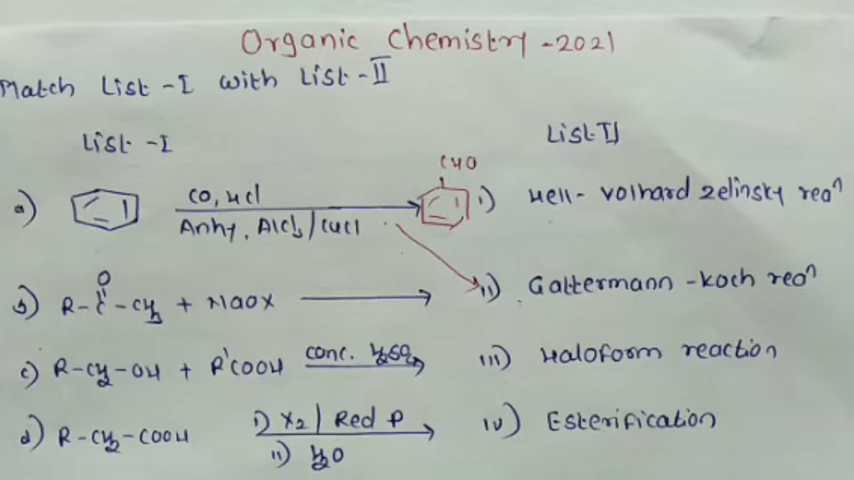 Organic Chemistry -2021
Match List -I with List -II
List -I
List II
CHO
a) CO, HCl
Anhy. AlCl3 / CuCl
i) Hell - Volhard Zelinsky reaⁿ
b) R-C-CH3 + NaOX
O
ii) Gattermann -Koch reaⁿ
c) R-CH2-OH + R'COOH conc. H2SO4
iii) Haloform reaction
d) R-CH2-COOH i) X2 / Red P
ii) H2O
iv) Esterification